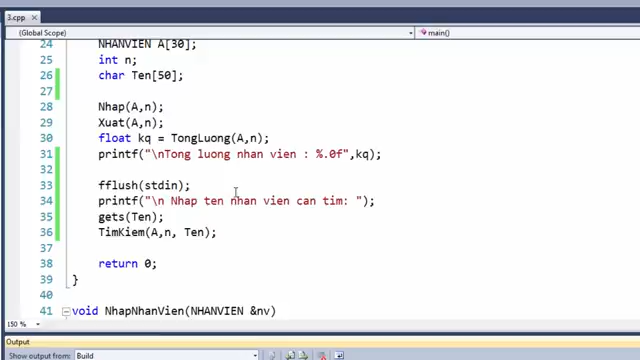 3.cpp
(Global Scope) main()
24 NHANVIEN A[30];
25 int n;
26 char Ten[50];
27
28 Nhap(A,n);
29 Xuat(A,n);
30 float kq = TongLuong(A,n);
31 printf("\nTong luong nhan vien : %.0f",kq);
32
33 fflush(stdin);
34 printf("\n Nhap ten nhan vien can tim: ");
35 gets(Ten);
36 TimKiem(A,n, Ten);
37
38 return 0;
39 }
40
41 void NhapNhanVien(NHANVIEN &nv)
150 %
Output
Show output from: Build